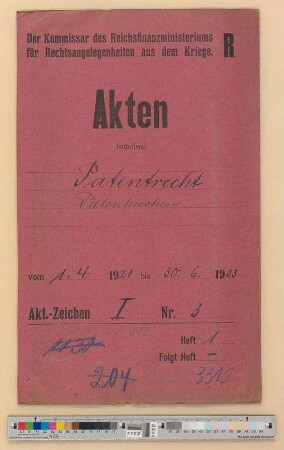 Der Kommissar des Reichsfinanzministeriums
für Rechtsangelegenheiten aus dem Kriege.
R
Akten
betreffend
Patentrecht
Patentsachen
vom 1. 4 1921 bis 30. 6. 1923
Akt.-Zeichen I Nr. 3
Heft 1
Folgt Heft -
204
3315